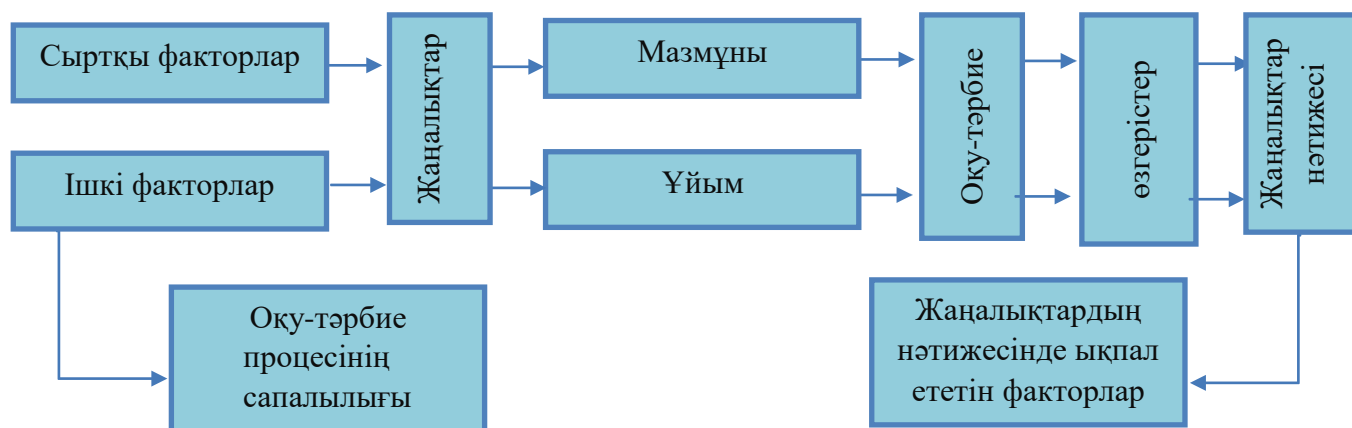 Сыртқы факторлар
Ішкі факторлар
Жаңалықтар
Мазмұны
Ұйым
Оқу-тәрбие
өзгерістер
Жаңалықтар
нәтижесі
Оқу-тәрбие
процесінің
сапалылығы
Жаңалықтардың
нәтижесінде ықпал
ететін факторлар